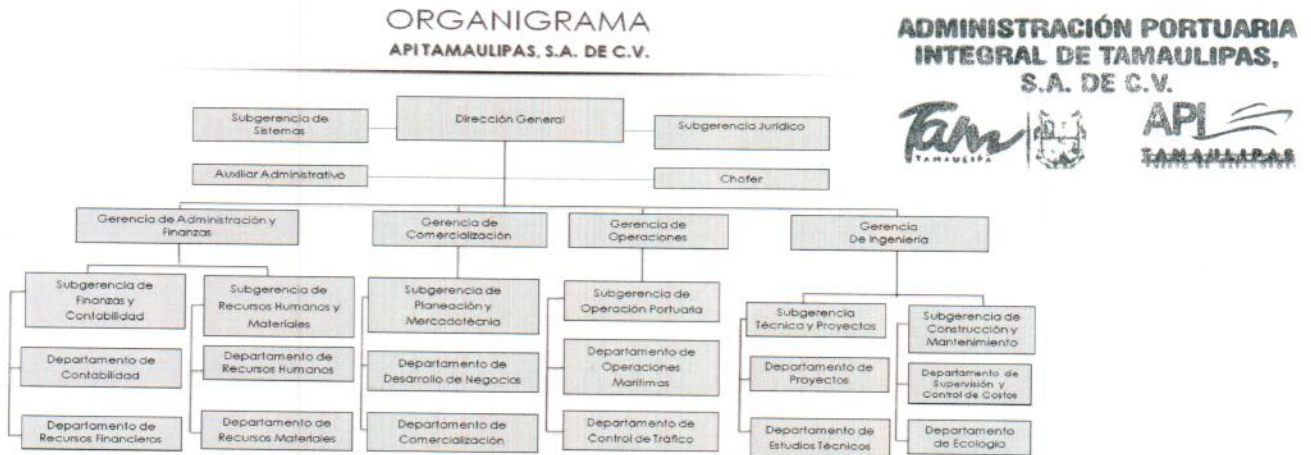 ORGANIGRAMA
API TAMAULIPAS, S.A. DE C.V.
ADMINISTRACIÓN PORTUARIA
INTEGRAL DE TAMAULIPAS,
S.A. DE C.V.
Tam
TAMAULIPA
API
TAMAULIPAS
Subgerencia de
Sistemas
Dirección General
Subgerencia Jurídico
Auxiliar Administrativo
Chofer
Gerencia de Administración y
Finanzas
Gerencia de
Comercialización
Gerencia de
Operaciones
Gerencia
De Ingeniería
Subgerencia de
Finanzas y
Contabilidad
Subgerencia de
Recursos Humanos y
Materiales
Subgerencia de
Planeación y
Mercadotécnia
Subgerencia de
Operación Portuaria
Subgerencia
Técnica y Proyectos
Subgerencia de
Construcción y
Mantenimiento
Departamento de
Contabilidad
Departamento de
Recursos Humanos
Departamento de
Desarrollo de Negocios
Departamento de
Operaciones
Marítimas
Departamento de
Proyectos
Departamento de
Supervisión y
Control de Costos
Departamento de
Recursos Financieros
Departamento de
Recursos Materiales
Departamento de
Comercialización
Departamento de
Control de Tráfico
Departamento de
Estudios Técnicos
Departamento
de Ecología